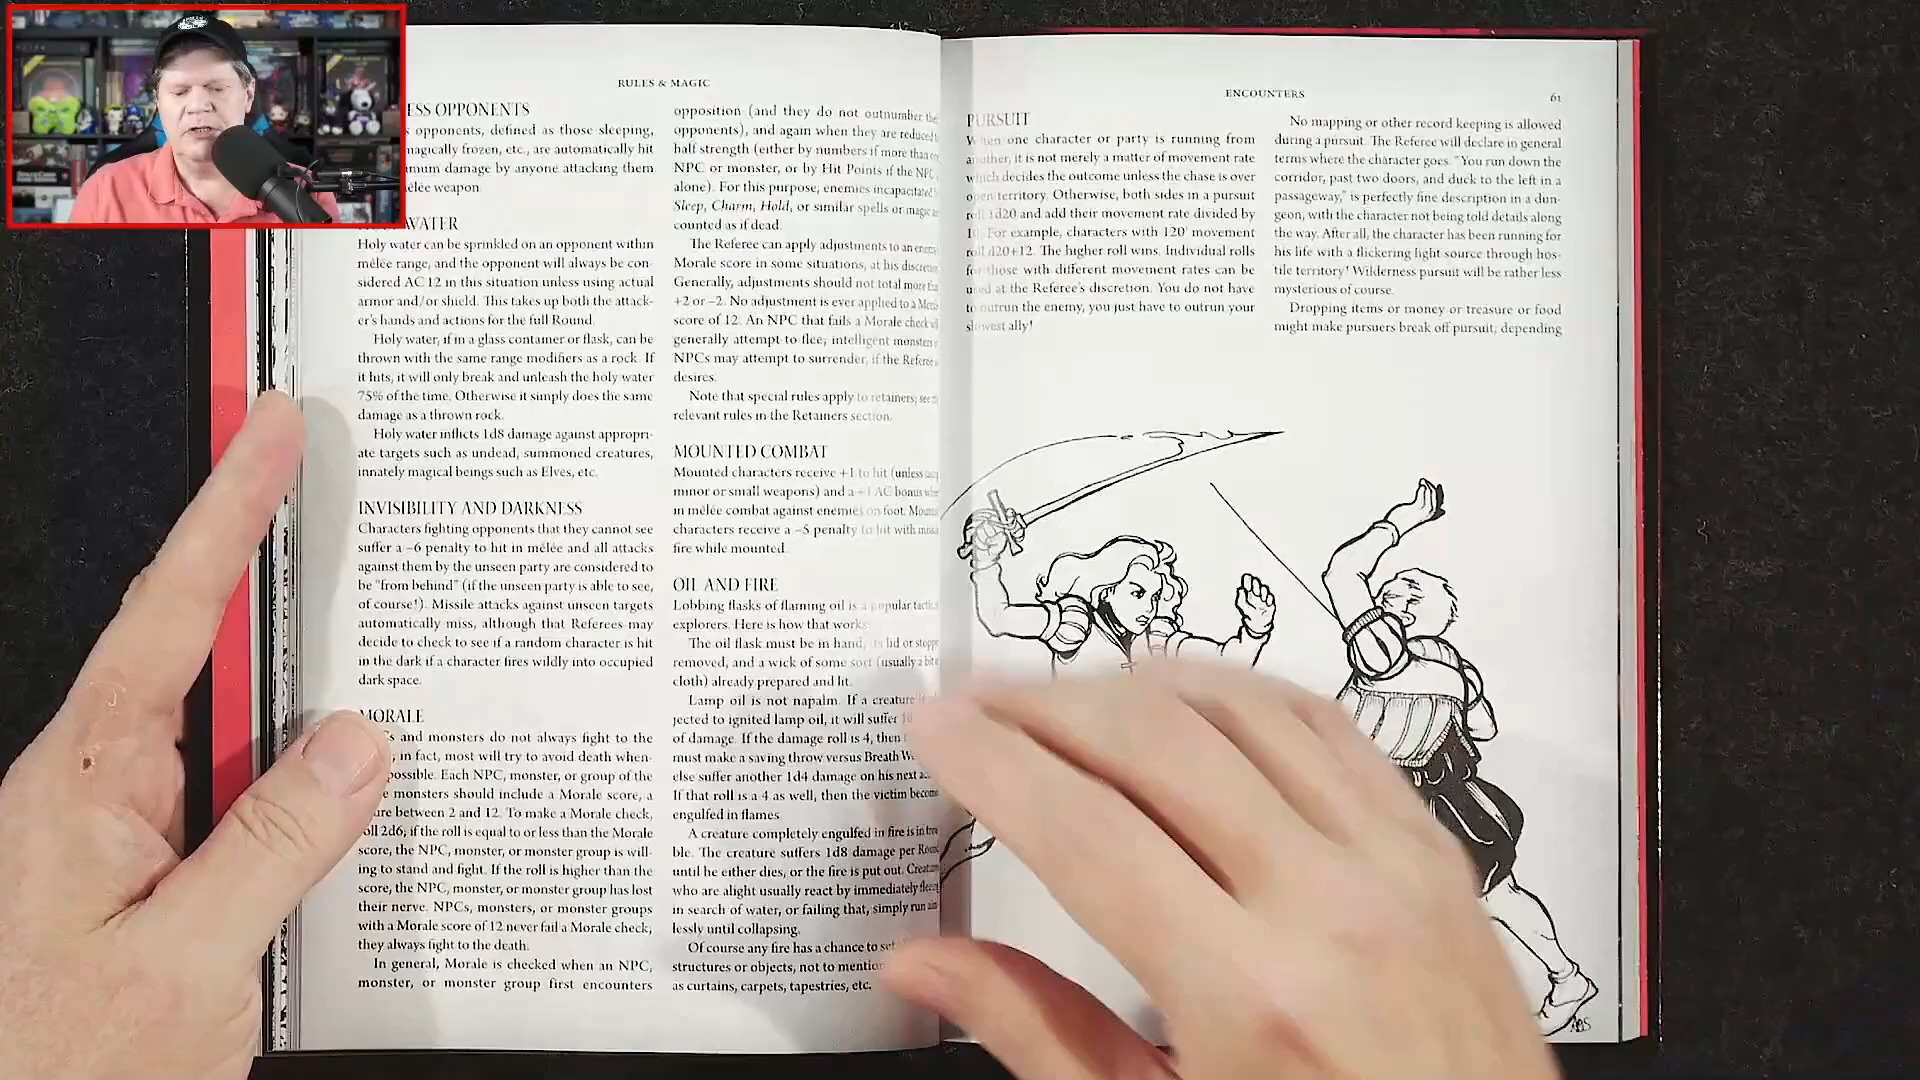 RULES & MAGIC
ESS OPPONENTS
s opponents, defined as those sleeping,
magically frozen, etc., are automatically hit
mum damage by anyone attacking them
mêlée weapon.
WATER
Holy water can be sprinkled on an opponent within
mêlée range, and the opponent will always be con-
sidered AC 12 in this situation unless using actual
armor and/or shield. This takes up both the attack-
er's hands and actions for the full Round.
Holy water, if in a glass container or flask, can be
thrown with the same range modifiers as a rock. If
it hits, it will only break and unleash the holy water
75% of the time. Otherwise it simply does the same
damage as a thrown rock.
Holy water inflicts 1d8 damage against appropri-
ate targets such as undead, summoned creatures,
innately magical beings such as Elves, etc.
INVISIBILITY AND DARKNESS
Characters fighting opponents that they cannot see
suffer a –6 penalty to hit in mêlée and all attacks
against them by the unseen party are considered to
be "from behind" (if the unseen party is able to see,
of course!). Missile attacks against unseen targets
automatically miss, although that Referees may
decide to check to see if a random character is hit
in the dark if a character fires wildly into occupied
dark space.
MORALE
s and monsters do not always fight to the
in fact, most will try to avoid death when-
possible. Each NPC, monster, or group of the
e monsters should include a Morale score, a
ure between 2 and 12. To make a Morale check,
oll 2d6; if the roll is equal to or less than the Morale
score, the NPC, monster, or monster group is will-
ing to stand and fight. If the roll is higher than the
score, the NPC, monster, or monster group has lost
their nerve. NPCs, monsters, or monster groups
with a Morale score of 12 never fail a Morale check,
they always fight to the death.
In general, Morale is checked when an NPC,
monster, or monster group first encounters
opposition (and they do not outnumber the
opponents), and again when they are reduced
half strength (either by numbers if more than
NPC or monster, or by Hit Points if the NPC
alone). For this purpose, enemies incapacitated
Sleep, Charm, Hold, or similar spells or magic
counted as if dead.
The Referee can apply adjustments to an
Morale score in some situations, at his
Generally, adjustments should not total more
+2 or –2. No adjustment is ever applied to a
score of 12. An NPC that fails a Morale check
generally attempt to flee; intelligent
NPCs may attempt to surrender, if the Referee
desires.
Note that special rules apply to retainers; see
relevant rules in the Retainers section.
MOUNTED COMBAT
Mounted characters receive +1 to hit (unless
minor or small weapons) and a +1 AC bonus
in mêlée combat against enemies on foot.
characters receive a –5 penalty to hit with
fire while mounted.
OIL AND FIRE
Lobbing flasks of flaming oil is a popular
explorers. Here is how that works:
The oil flask must be in hand, its lid or
removed, and a wick of some sort (usually a
cloth) already prepared and lit.
Lamp oil is not napalm. If a creature
jected to ignited lamp oil, it will suffer
of damage. If the damage roll is 4, then
must make a saving throw versus Breath
else suffer another 1d4 damage on his next
If that roll is a 4 as well, then the victim
engulfed in flames.
A creature completely engulfed in fire is in
ble. The creature suffers 1d8 damage per
until he either dies, or the fire is put out.
who are alight usually react by immediately
in search of water, or failing that, simply run
lessly until collapsing.
Of course any fire has a chance to
structures or objects, not to mention
as curtains, carpets, tapestries, etc.
ENCOUNTERS
61
PURSUIT
When one character or party is running from
another, it is not merely a matter of movement rate
which decides the outcome unless the chase is over
open territory. Otherwise, both sides in a pursuit
roll 1d20 and add their movement rate divided by
10. For example, characters with 120' movement
roll d20+12. The higher roll wins. Individual rolls
for those with different movement rates can be
used at the Referee's discretion. You do not have
to outrun the enemy, you just have to outrun your
slowest ally!
No mapping or other record keeping is allowed
during a pursuit. The Referee will declare in general
terms where the character goes. "You run down the
corridor, past two doors, and duck to the left in a
passageway," is perfectly fine description in a dun-
geon, with the character not being told details along
the way. After all, the character has been running for
his life with a flickering light source through hos-
tile territory! Wilderness pursuit will be rather less
mysterious of course.
Dropping items or money or treasure or food
might make pursuers break off pursuit, depending